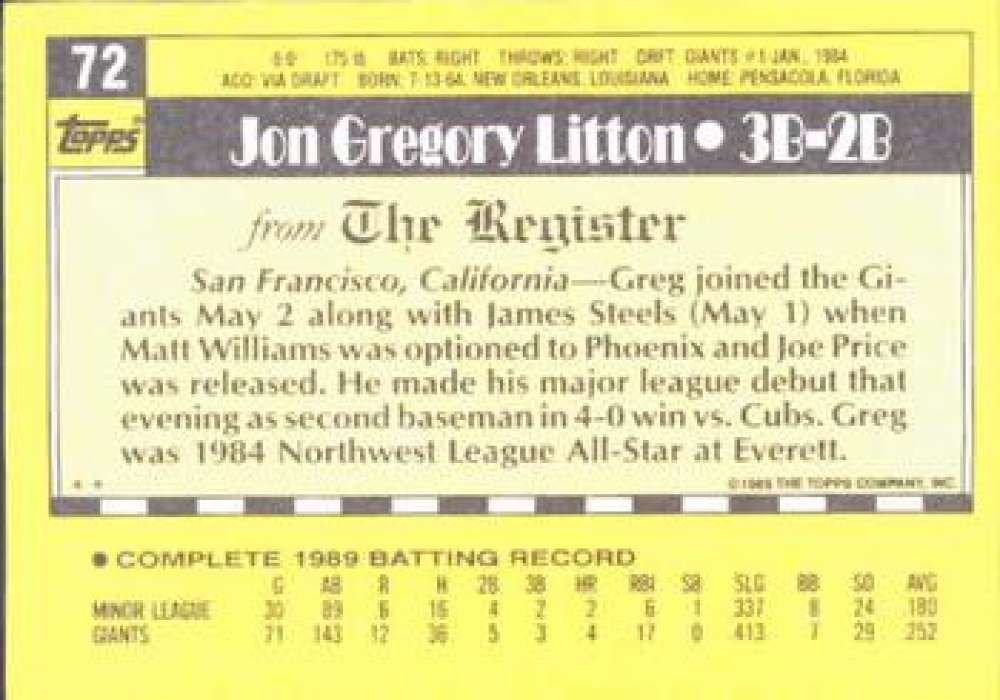 72
6'0" 175 lb. BATS: RIGHT THROWS: RIGHT DRFT: GIANTS #1-JAN., 1984
ACQ: VIA DRAFT BORN: 7-13-64, NEW ORLEANS, LOUISIANA HOME: PENSACOLA, FLORIDA
topps
Jon Gregory Litton • 3B-2B
from The Register
San Francisco, California—Greg joined the Gi-
ants May 2 along with James Steels (May 1) when
Matt Williams was optioned to Phoenix and Joe Price
was released. He made his major league debut that
evening as second baseman in 4-0 win vs. Cubs. Greg
was 1984 Northwest League All-Star at Everett.
* * ©1989 THE TOPPS COMPANY, INC.
• COMPLETE 1989 BATTING RECORD
G AB R H 2B 3B HR RBI SB SLG BB SO AVG
MINOR LEAGUE 30 89 6 16 4 2 2 6 1 .337 8 24 .180
GIANTS 71 143 12 36 5 3 4 17 0 .413 7 29 .252